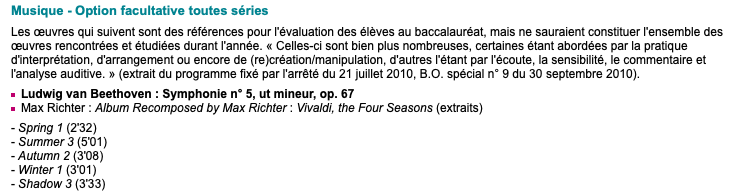 Musique - Option facultative toutes séries
Les œuvres qui suivent sont des références pour l'évaluation des élèves au baccalauréat, mais ne sauraient constituer l'ensemble des
œuvres rencontrées et étudiées durant l'année. « Celles-ci sont bien plus nombreuses, certaines étant abordées par la pratique
d'interprétation, d'arrangement ou encore de (re)création/manipulation, d'autres l'étant par l'écoute, la sensibilité, le commentaire et
l'analyse auditive. » (extrait du programme fixé par l'arrêté du 21 juillet 2010, B.O. spécial n° 9 du 30 septembre 2010).
▪ Ludwig van Beethoven : Symphonie n° 5, ut mineur, op. 67
▪ Max Richter : Album Recomposed by Max Richter : Vivaldi, the Four Seasons (extraits)
- Spring 1 (2'32)
- Summer 3 (5'01)
- Autumn 2 (3'08)
- Winter 1 (3'01)
- Shadow 3 (3'33)